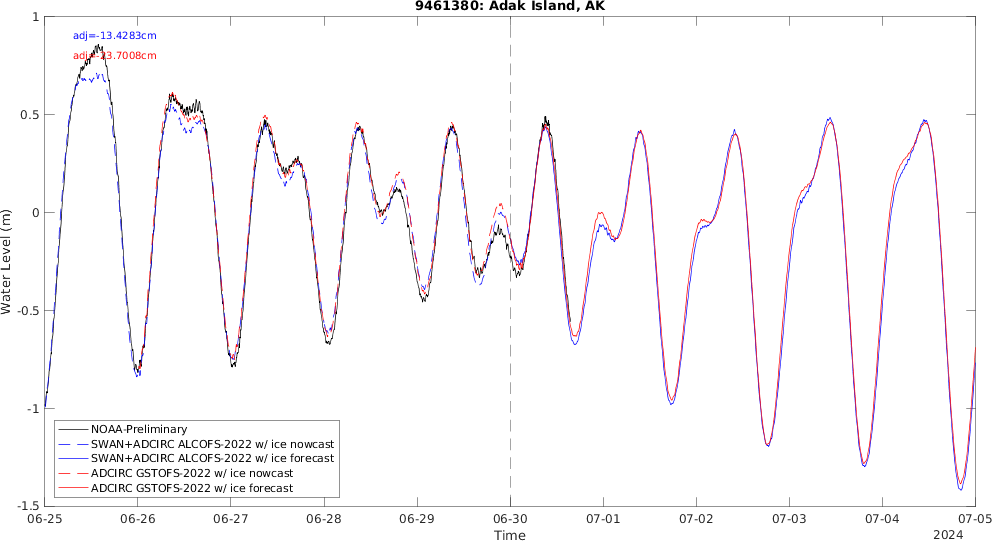 9461380: Adak Island, AK
adj=-13.4283cm
adj=-23.7008cm
1
0.5
0
-0.5
-1
-1.5
Water Level (m)
NOAA-Preliminary
SWAN+ADCIRC ALCOFS-2022 w/ ice nowcast
SWAN+ADCIRC ALCOFS-2022 w/ ice forecast
ADCIRC GSTOFS-2022 w/ ice nowcast
ADCIRC GSTOFS-2022 w/ ice forecast
06-25 06-26 06-27 06-28 06-29 06-30 07-01 07-02 07-03 07-04 07-05
Time
2024